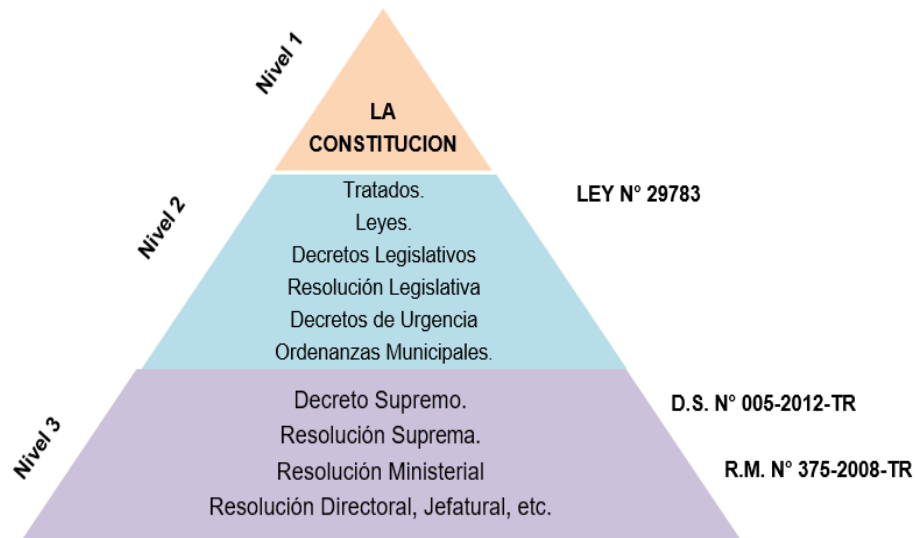 Nivel 1
LA
CONSTITUCION
Nivel 2
Tratados.
Leyes.
Decretos Legislativos
Resolución Legislativa
Decretos de Urgencia
Ordenanzas Municipales.
LEY N° 29783
Nivel 3
Decreto Supremo.
Resolución Suprema.
Resolución Ministerial
Resolución Directoral, Jefatural, etc.
D.S. N° 005-2012-TR
R.M. N° 375-2008-TR